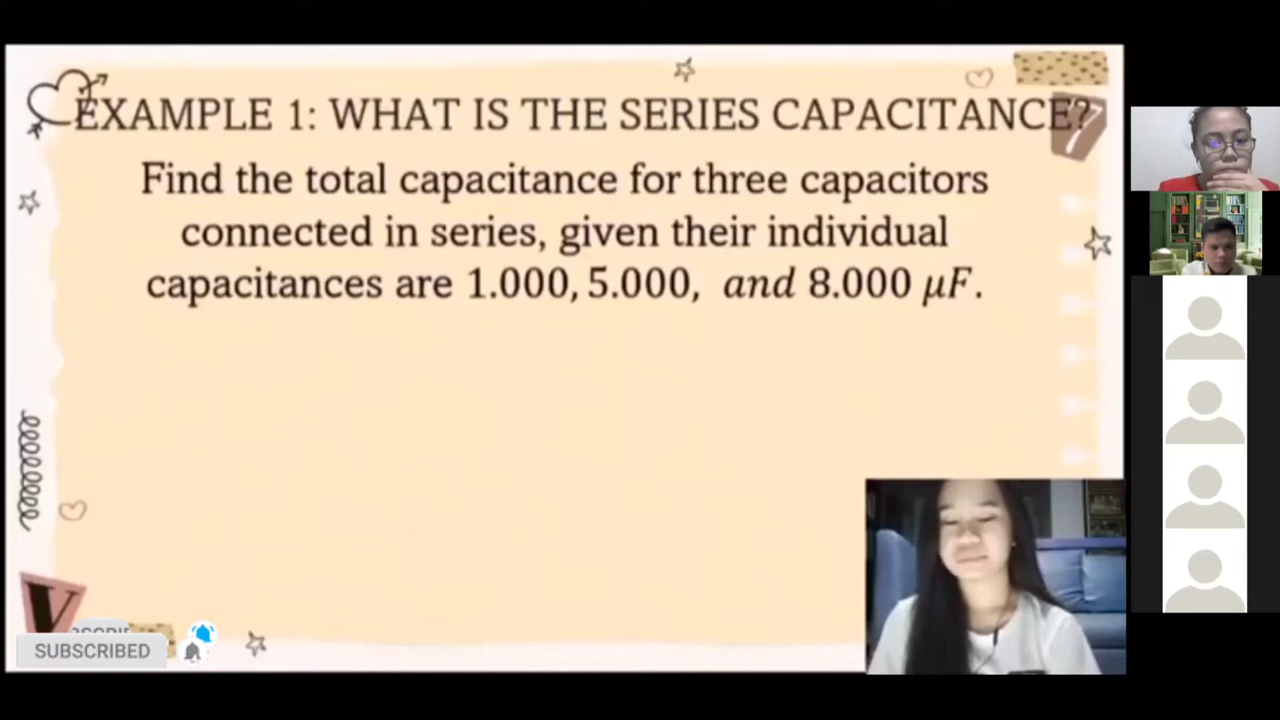 EXAMPLE 1: WHAT IS THE SERIES CAPACITANCE?
7
Find the total capacitance for three capacitors
connected in series, given their individual
capacitances are 1.000, 5.000, and 8.000 μF.
V
SUBSCRIBED